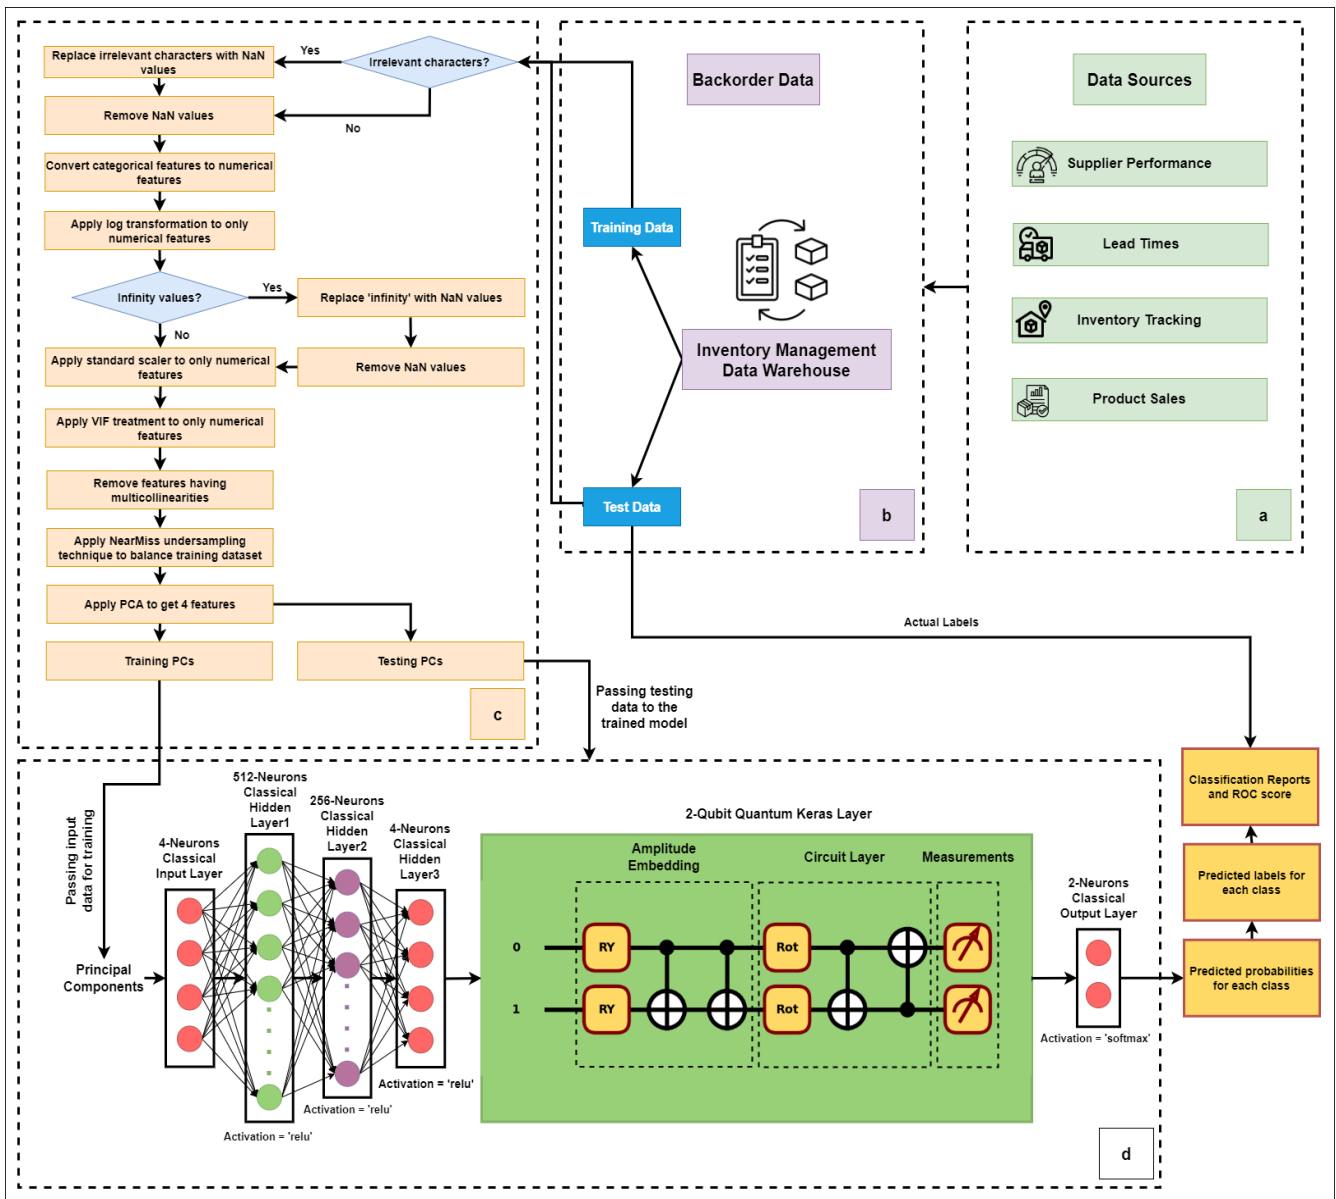 Replace irrelevant characters with NaN
values
Yes
Irrelevant characters?
No
Remove NaN values
Convert categorical features to numerical
features
Apply log transformation to only
numerical features
Infinity values?
Yes
Replace 'infinity' with NaN values
No
Apply standard scaler to only numerical
features
Remove NaN values
Apply VIF treatment to only numerical
features
Remove features having
multicollinearities
Apply NearMiss undersampling
technique to balance training dataset
Apply PCA to get 4 features
Training PCs
Testing PCs
c
Backorder Data
Training Data
Inventory Management
Data Warehouse
Test Data
b
Data Sources
Supplier Performance
Lead Times
Inventory Tracking
Product Sales
a
Actual Labels
Passing testing
data to the
trained model
Passing input
data for training
Principal
Components
4-Neurons
Classical
Input Layer
512-Neurons
Classical
Hidden
Layer1
Activation = 'relu'
256-Neurons
Classical
Hidden
Layer2
Activation = 'relu'
4-Neurons
Classical
Hidden
Layer3
Activation = 'relu'
2-Qubit Quantum Keras Layer
Amplitude
Embedding
Circuit Layer
Measurements
0
RY
Rot
1
RY
Rot
2-Neurons
Classical
Output Layer
Activation = 'softmax'
d
Classification Reports
and ROC score
Predicted labels for
each class
Predicted probabilities
for each class